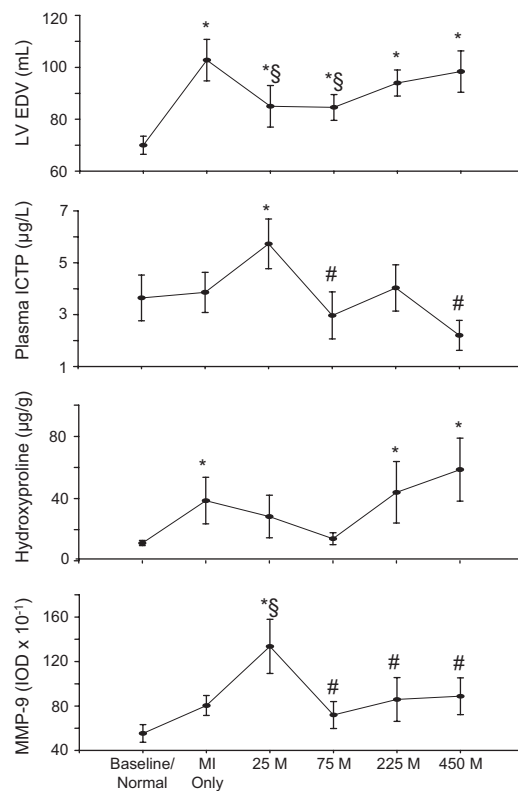 LV EDV (mL)
120
100
80
60
*
*§
*§
*
*
Plasma ICTP (µg/L)
7
5
3
1
*
#
#
Hydroxyproline (µg/g)
80
40
0
*
*
*
MMP-9 (IOD x 10⁻¹)
160
120
80
40
*§
#
#
#
Baseline/
Normal
MI
Only
25 M
75 M
225 M
450 M